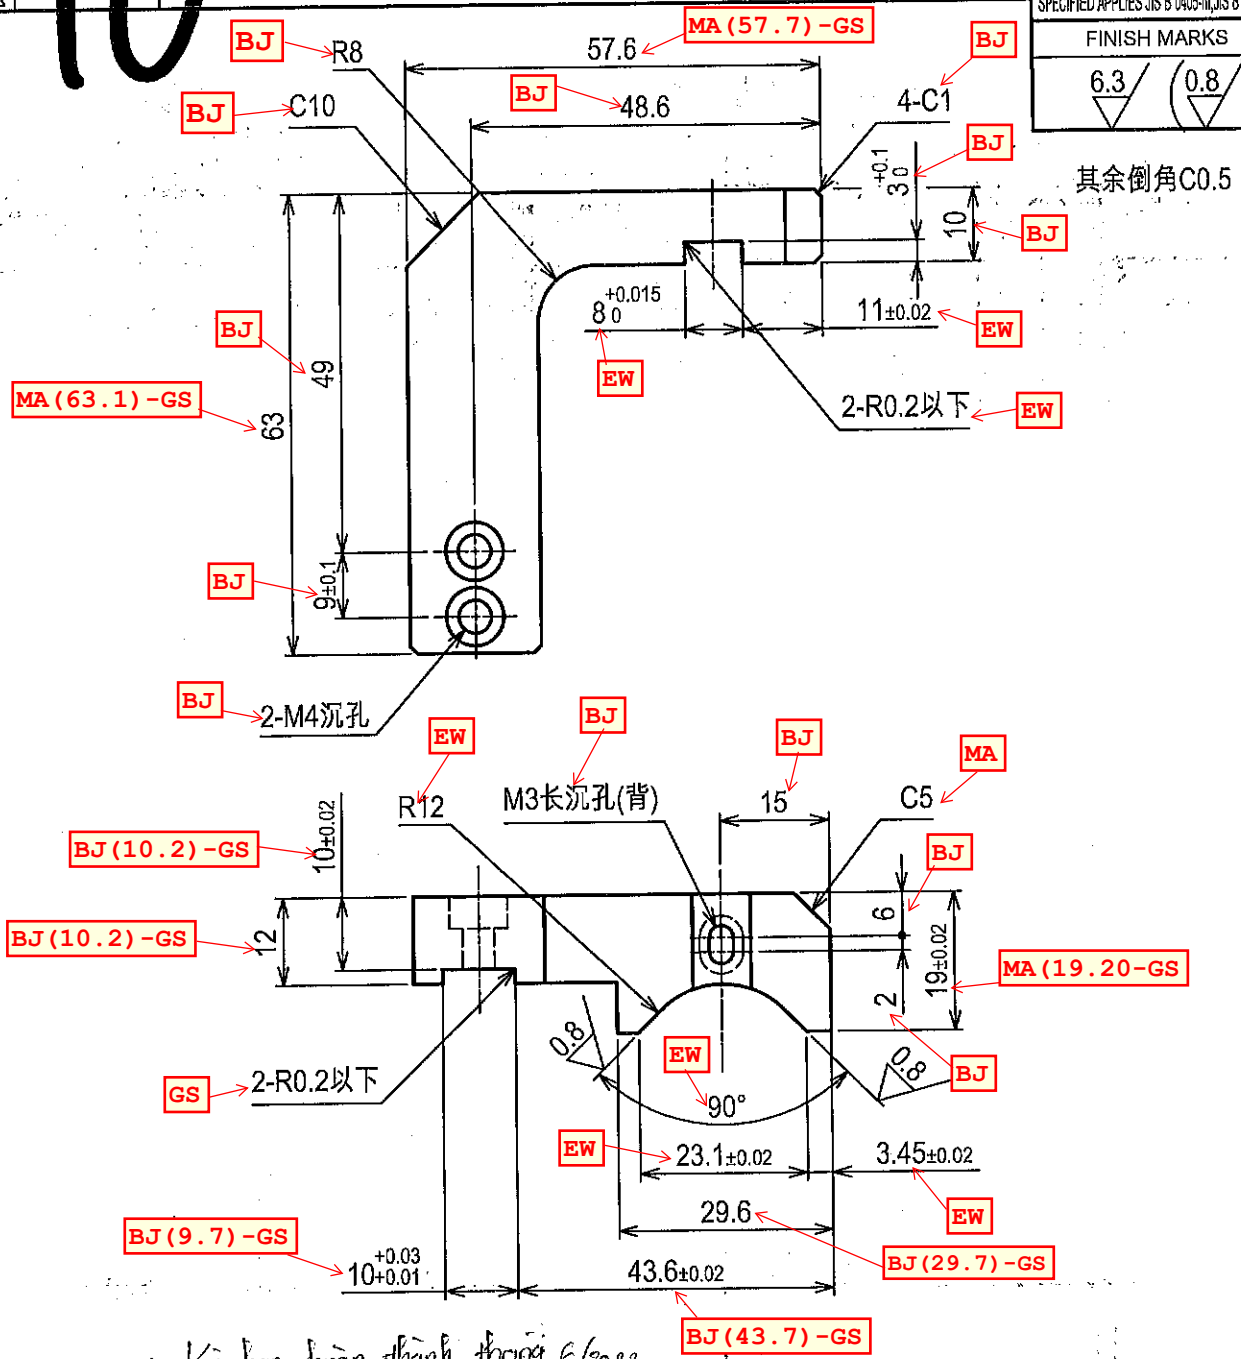 10
SPECIFIED APPLIES JIS B 0405-m,JIS B
FINISH MARKS
6.3 (0.8
其余倒角C0.5
BJ
R8
57.6
MA(57.7)-GS
BJ
BJ
C10
BJ
48.6
4-C1
BJ
3 +0.1 0
10
BJ
8 +0.015 0
11±0.02
EW
EW
BJ
49
MA(63.1)-GS
63
2-R0.2以下
EW
BJ
9±0.1
BJ
2-M4沉孔
EW
BJ
BJ
MA
R12
M3长沉孔(背)
15
C5
BJ(10.2)-GS
10±0.02
BJ
6
BJ(10.2)-GS
12
19±0.02
MA(19.20-GS
2
0.8
EW
0.8
BJ
GS
2-R0.2以下
90°
EW
23.1±0.02
3.45±0.02
EW
29.6
BJ(9.7)-GS
10 +0.03 +0.01
43.6±0.02
BJ(29.7)-GS
BJ(43.7)-GS
thành tháng 6/2022